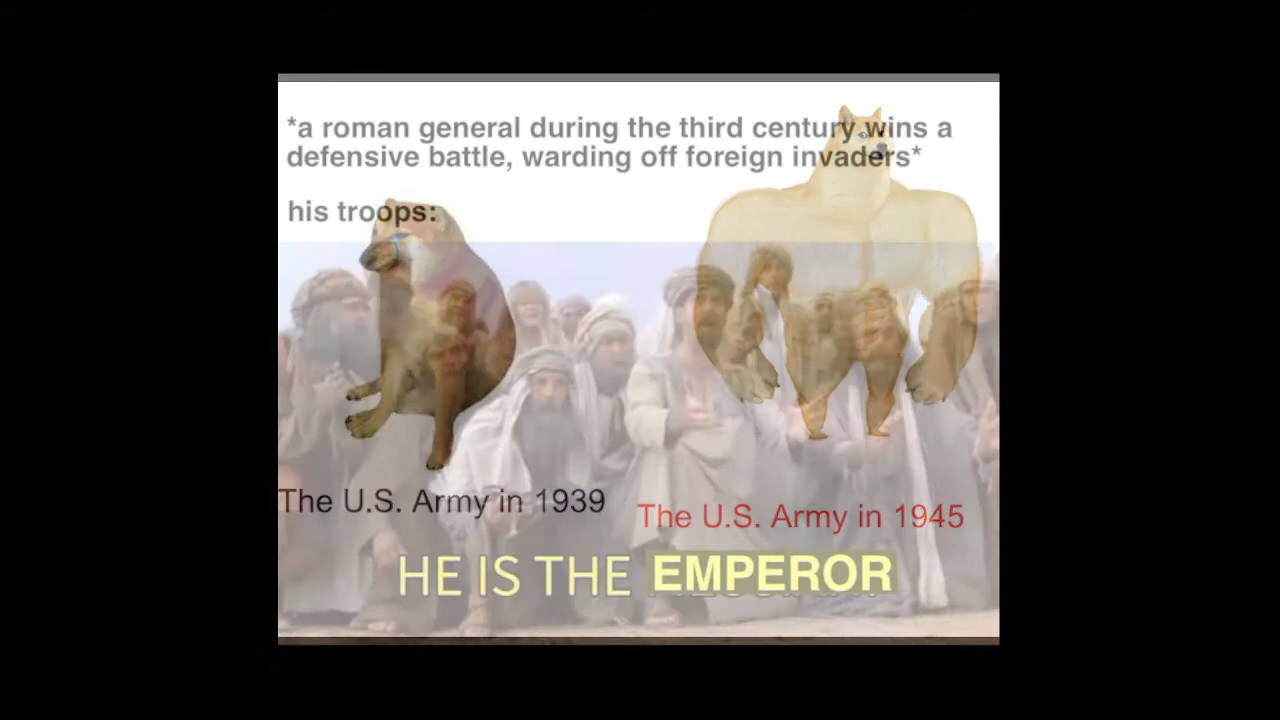 *a roman general during the third century wins a
defensive battle, warding off foreign invaders*
his troops:
The U.S. Army in 1939
The U.S. Army in 1945
HE IS THE EMPEROR